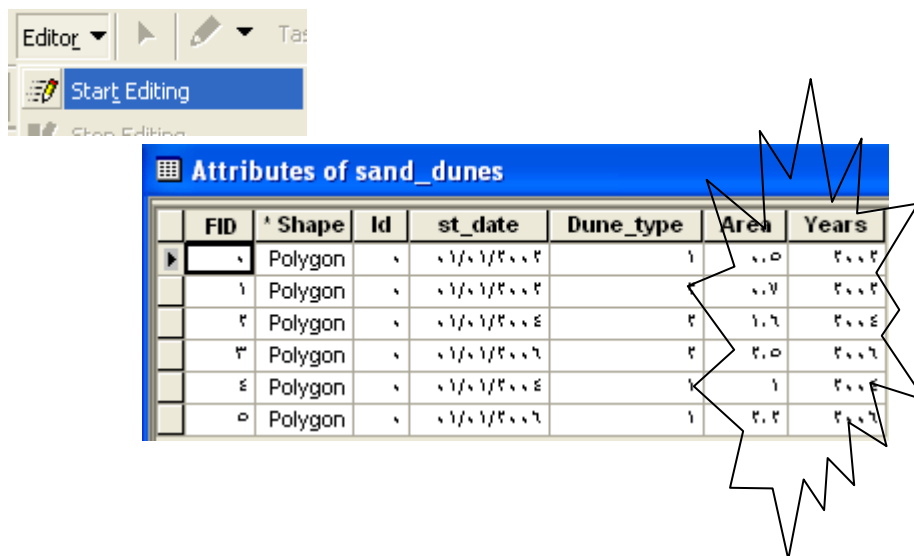 Editor
Start Editing
Stop Editing
Attributes of sand_dunes
FID * Shape Id st_date Dune_type Area Years
٠ Polygon ٠ ٠١/٠١/٢٠٠٢ ١ ٠.٥ ٢٠٠٢
١ Polygon ٠ ٠١/٠١/٢٠٠٢ ٢ ٠.٧ ٢٠٠٢
٢ Polygon ٠ ٠١/٠١/٢٠٠٤ ٢ ١.٦ ٢٠٠٤
٣ Polygon ٠ ٠١/٠١/٢٠٠٦ ٢ ٢.٥ ٢٠٠٦
٤ Polygon ٠ ٠١/٠١/٢٠٠٤ ١ ١ ٢٠٠٤
٥ Polygon ٠ ٠١/٠١/٢٠٠٦ ١ ٢.٢ ٢٠٠٦